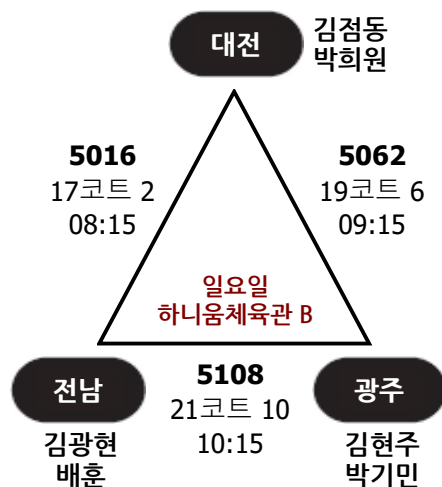 대전
김점동
박희원
5016
17코트 2
08:15
5062
19코트 6
09:15
일요일
하니움체육관 B
전남
김광현
배훈
5108
21코트 10
10:15
광주
김현주
박기민